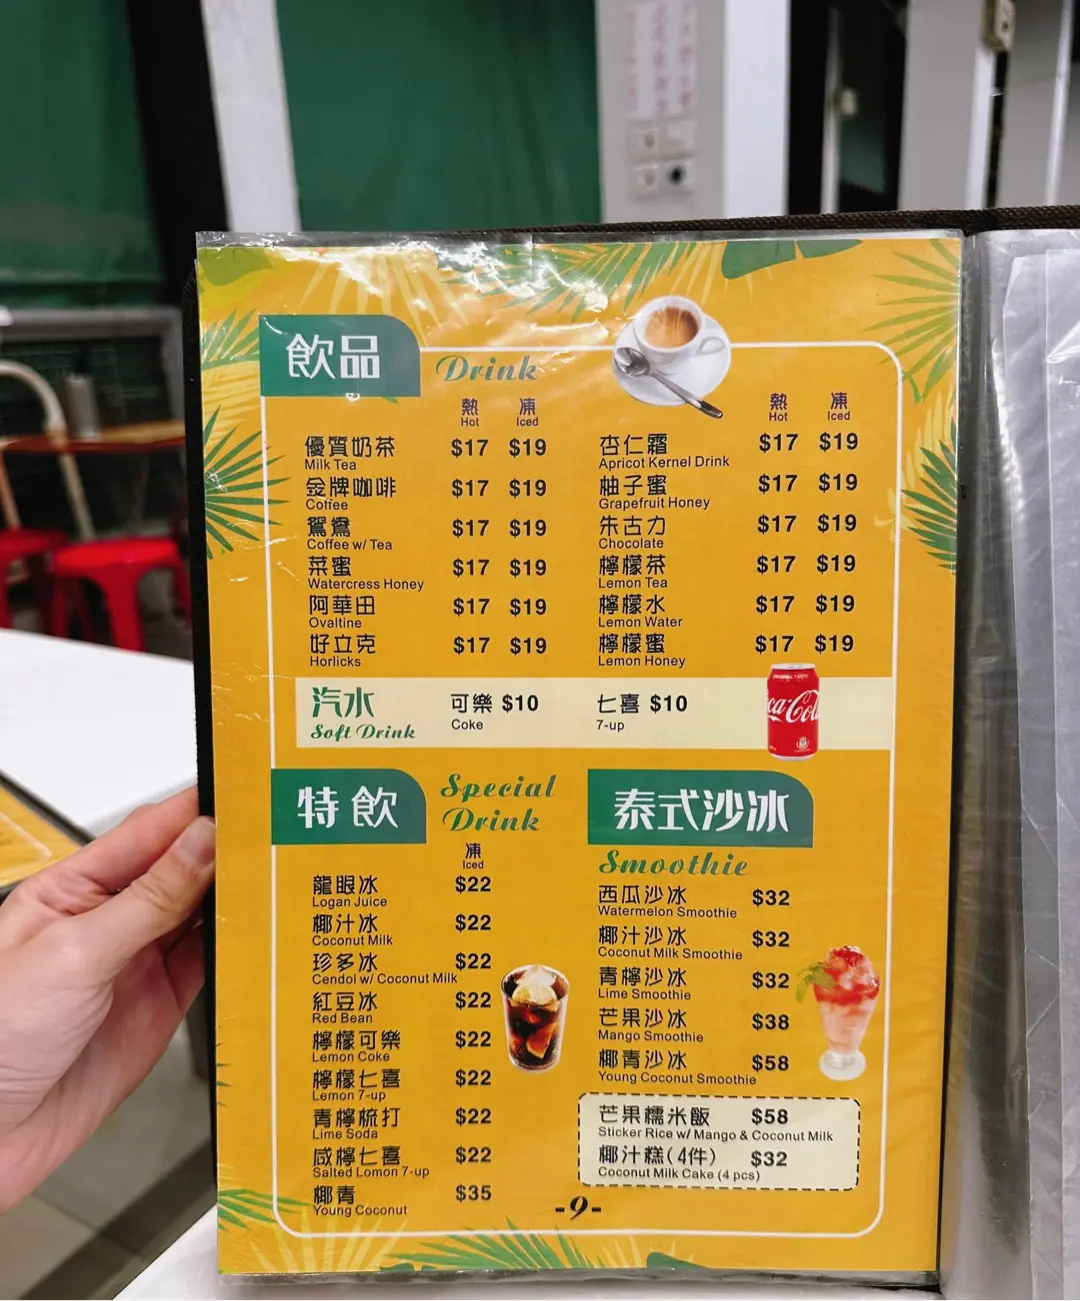 飲品 Drink
熱 凍
Hot Iced
優質奶茶 $17 $19
Milk Tea
金牌咖啡 $17 $19
Coffee
鴛鴦 $17 $19
Coffee w/ Tea
菜蜜 $17 $19
Watercress Honey
阿華田 $17 $19
Ovaltine
好立克 $17 $19
Horlicks
熱 凍
Hot Iced
杏仁霜 $17 $19
Apricot Kernel Drink
柚子蜜 $17 $19
Grapefruit Honey
朱古力 $17 $19
Chocolate
檸檬茶 $17 $19
Lemon Tea
檸檬水 $17 $19
Lemon Water
檸檬蜜 $17 $19
Lemon Honey
汽水
Soft Drink
可樂 $10
Coke
七喜 $10
7-up
ca-Col
特飲 Special
Drink
凍
Iced
龍眼冰 $22
Logan Juice
椰汁冰 $22
Coconut Milk
珍多冰 $22
Cendol w/ Coconut Milk
紅豆冰 $22
Red Bean
檸檬可樂 $22
Lemon Coke
檸檬七喜 $22
Lemon 7-up
青檸梳打 $22
Lime Soda
咸檸七喜 $22
Salted Lomon 7-up
椰青 $35
Young Coconut
泰式沙冰
Smoothie
西瓜沙冰 $32
Watermelon Smoothie
椰汁沙冰 $32
Coconut Milk Smoothie
青檸沙冰 $32
Lime Smoothie
芒果沙冰 $38
Mango Smoothie
椰青沙冰 $58
Young Coconut Smoothie
芒果糯米飯 $58
Sticker Rice w/ Mango & Coconut Milk
椰汁糕(4件) $32
Coconut Milk Cake (4 pcs)
-9-